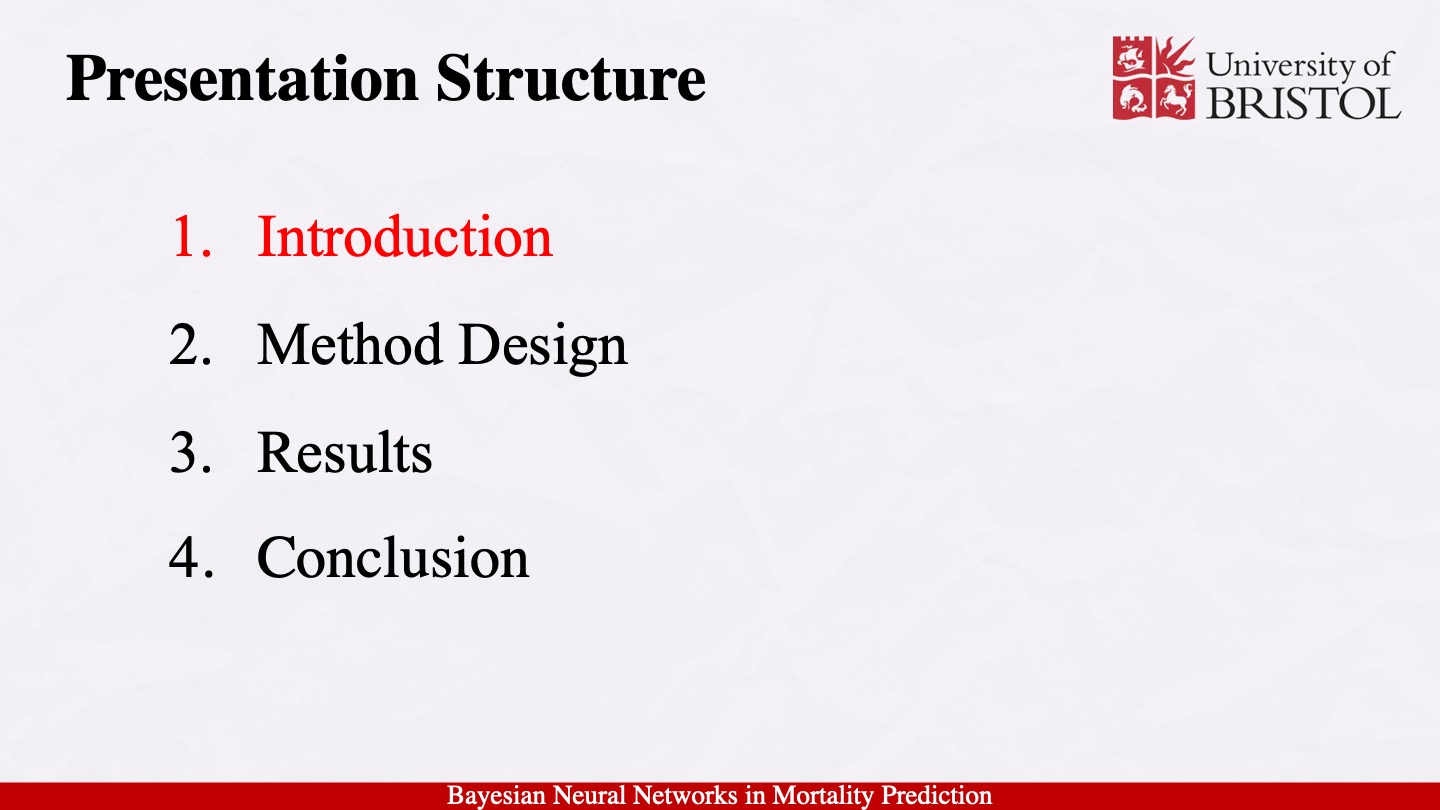 Presentation Structure
University of
BRISTOL
1. Introduction
2. Method Design
3. Results
4. Conclusion
Bayesian Neural Networks in Mortality Prediction